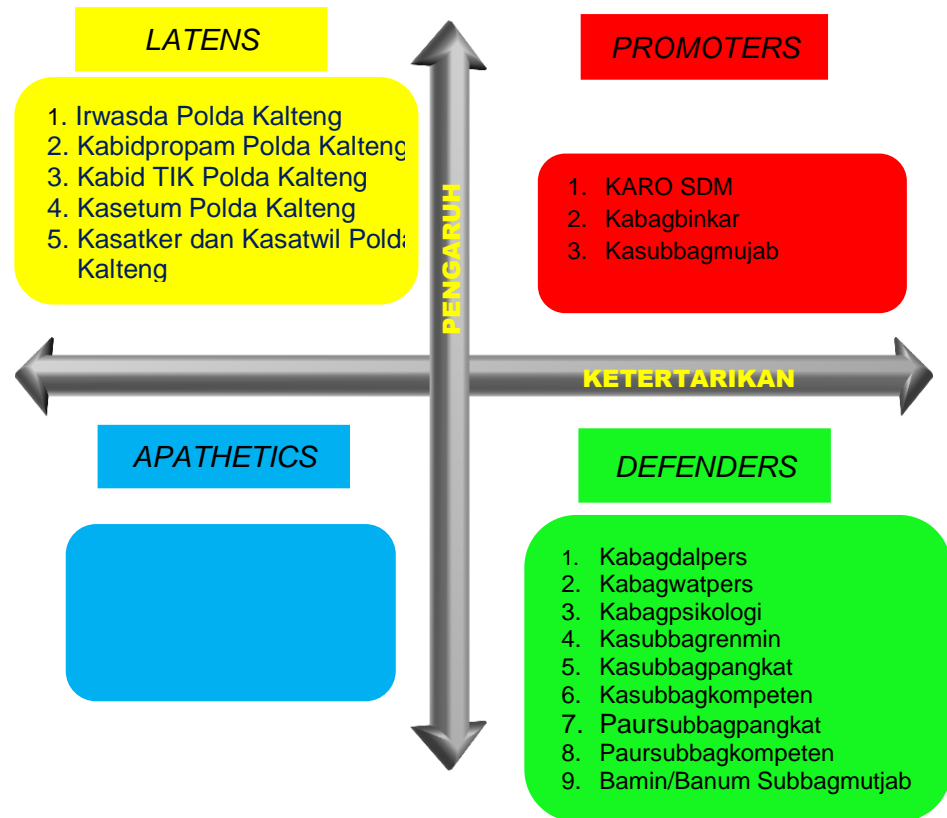 LATENS
1. Irwasda Polda Kalteng
2. Kabidpropam Polda Kalteng
3. Kabid TIK Polda Kalteng
4. Kasetum Polda Kalteng
5. Kasatker dan Kasatwil Polda
Kalteng
PROMOTERS
1. KARO SDM
2. Kabagbinkar
3. Kasubbagmujab
PENGARUH
KETERTARIKAN
APATHETICS
DEFENDERS
1. Kabagdalpers
2. Kabagwatpers
3. Kabagpsikologi
4. Kasubbagrenmin
5. Kasubbagpangkat
6. Kasubbagkompeten
7. Paursubbagpangkat
8. Paursubbagkompeten
9. Bamin/Banum Subbagmutjab